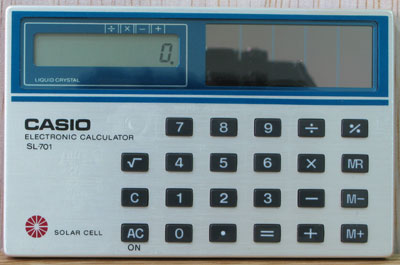 ÷ × − +
0.
LIQUID CRYSTAL
CASIO
ELECTRONIC CALCULATOR
SL-701
7 8 9 ÷ %
√ 4 5 6 × MR
C 1 2 3 − M−
SOLAR CELL
AC 0 • = + M+
ON